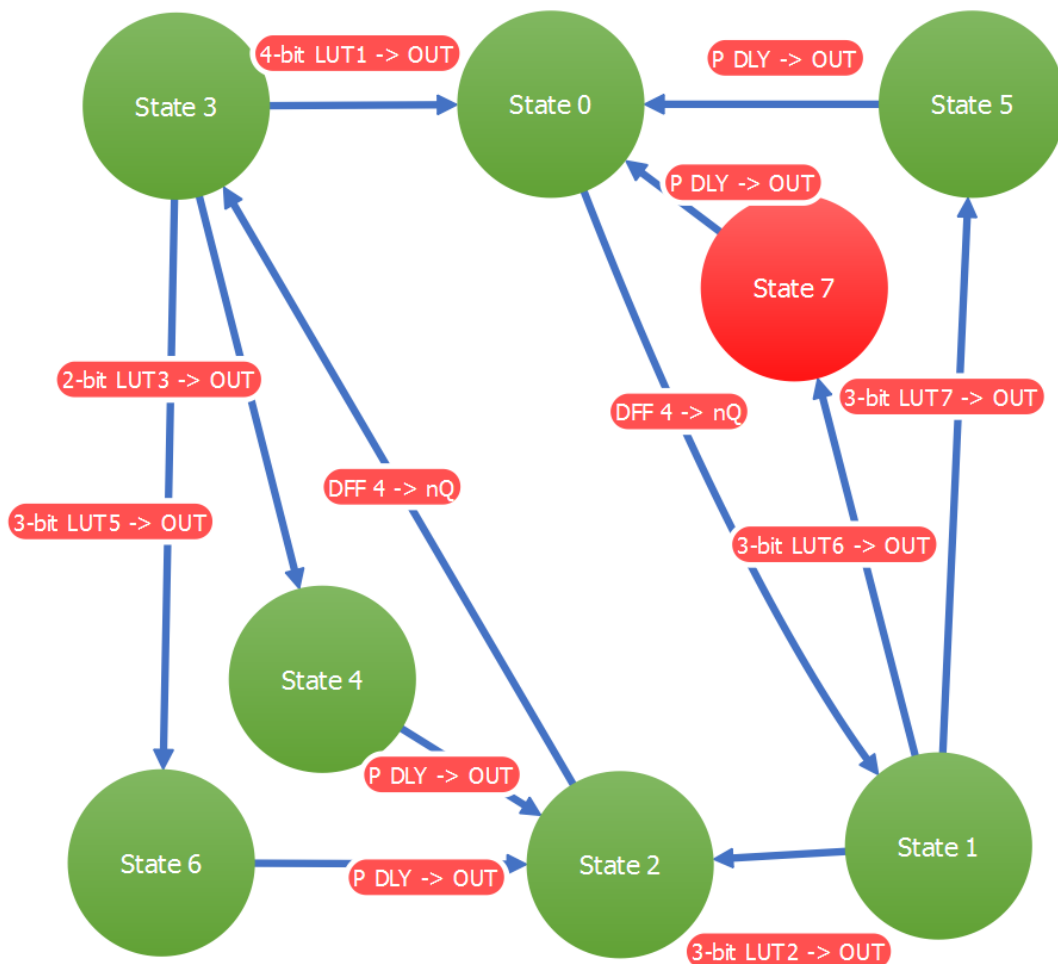 4-bit LUT1 -> OUT
P DLY -> OUT
State 3
State 0
State 5
P DLY -> OUT
State 7
2-bit LUT3 -> OUT
3-bit LUT7 -> OUT
DFF 4 -> nQ
DFF 4 -> nQ
3-bit LUT5 -> OUT
3-bit LUT6 -> OUT
State 4
P DLY -> OUT
State 1
State 6
State 2
P DLY -> OUT
3-bit LUT2 -> OUT